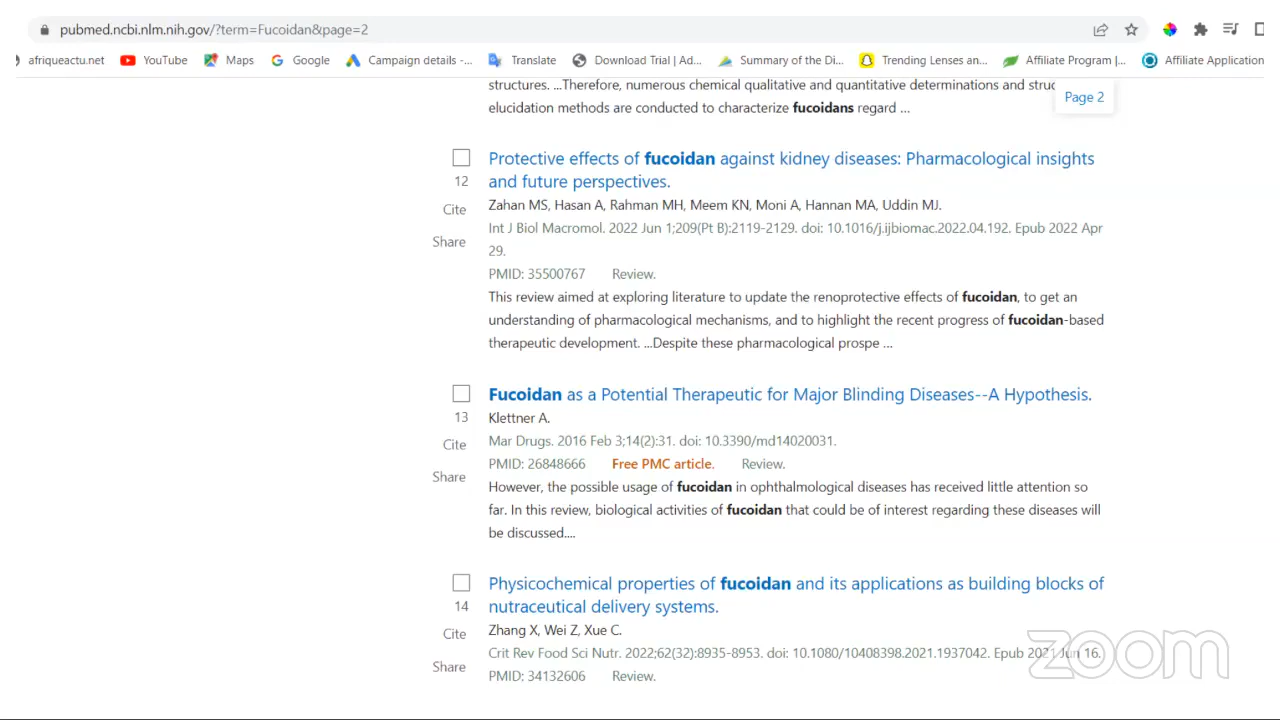 pubmed.ncbi.nlm.nih.gov/?term=Fucoidan&page=2
afriqueactu.net YouTube Maps Google Campaign details -... Translate Download Trial | Ad... Summary of the Di... Trending Lenses an... Affiliate Program |... Affiliate Application
structures. ...Therefore, numerous chemical qualitative and quantitative determinations and struc
Page 2
elucidation methods are conducted to characterize fucoidans regard ...
Protective effects of fucoidan against kidney diseases: Pharmacological insights
12 and future perspectives.
Cite Zahan MS, Hasan A, Rahman MH, Meem KN, Moni A, Hannan MA, Uddin MJ.
Int J Biol Macromol. 2022 Jun 1;209(Pt B):2119-2129. doi: 10.1016/j.ijbiomac.2022.04.192. Epub 2022 Apr
Share 29.
PMID: 35500767 Review.
This review aimed at exploring literature to update the renoprotective effects of fucoidan, to get an
understanding of pharmacological mechanisms, and to highlight the recent progress of fucoidan-based
therapeutic development. ...Despite these pharmacological prospe ...
Fucoidan as a Potential Therapeutic for Major Blinding Diseases--A Hypothesis.
13 Klettner A.
Cite Mar Drugs. 2016 Feb 3;14(2):31. doi: 10.3390/md14020031.
Share PMID: 26848666 Free PMC article. Review.
However, the possible usage of fucoidan in ophthalmological diseases has received little attention so
far. In this review, biological activities of fucoidan that could be of interest regarding these diseases will
be discussed....
Physicochemical properties of fucoidan and its applications as building blocks of
14 nutraceutical delivery systems.
Cite Zhang X, Wei Z, Xue C.
Crit Rev Food Sci Nutr. 2022;62(32):8935-8953. doi: 10.1080/10408398.2021.1937042. Epub 2021 Jun 16.
Share PMID: 34132606 Review.
zoom